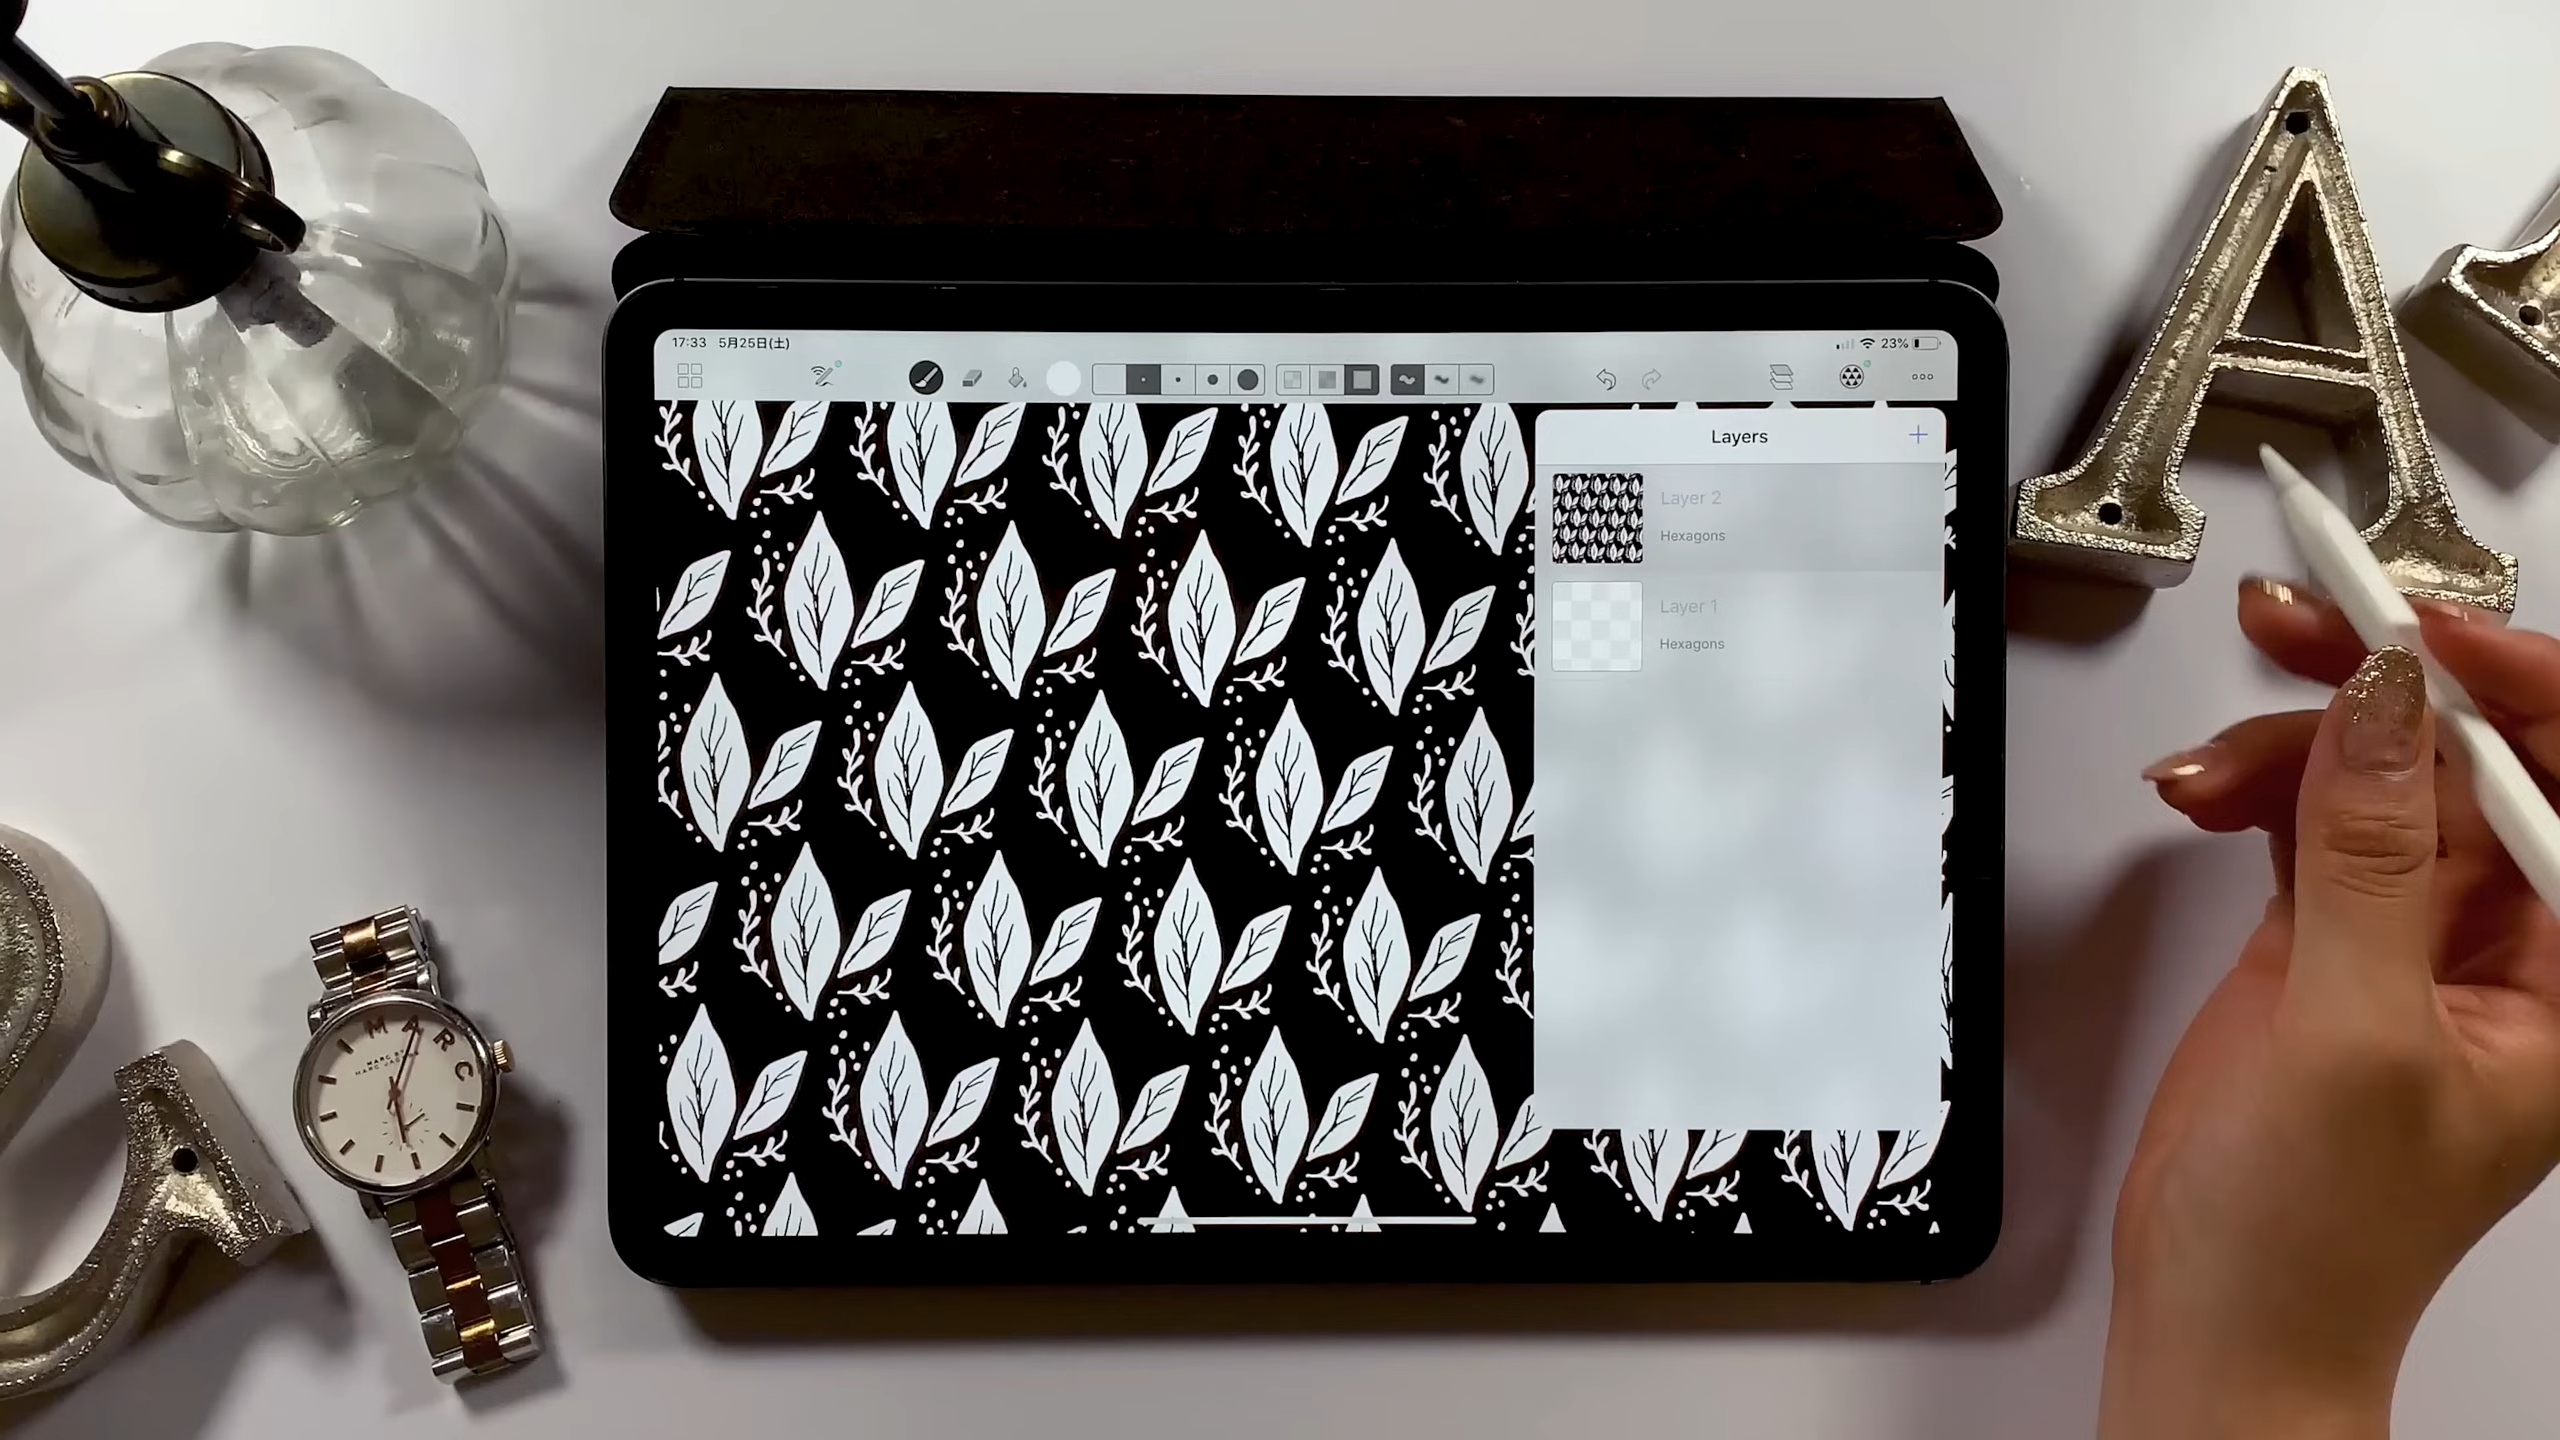 17:33 5月25日(土)
23%
Layers
Layer 2
Hexagons
Layer 1
Hexagons
A
MARC
MARC BY
MARC JACOBS